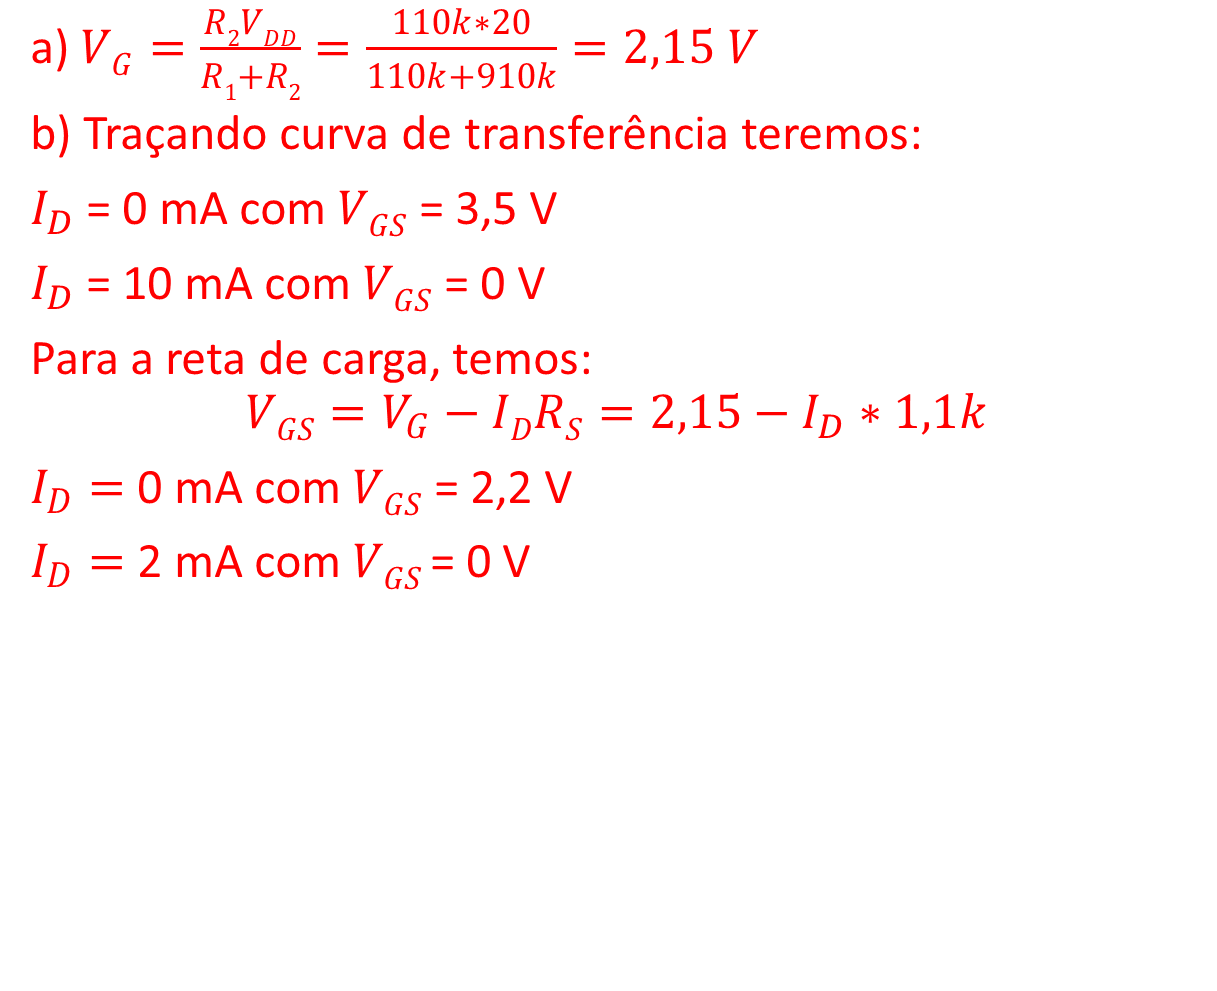 a) V_G = R_2V_DD / R_1+R_2 = 110k∗20 / 110k+910k = 2,15 V
b) Traçando curva de transferência teremos:
I_D = 0 mA com V_GS = 3,5 V
I_D = 10 mA com V_GS = 0 V
Para a reta de carga, temos:
V_GS = V_G − I_DR_S = 2,15 − I_D ∗ 1,1k
I_D = 0 mA com V_GS = 2,2 V
I_D = 2 mA com V_GS = 0 V